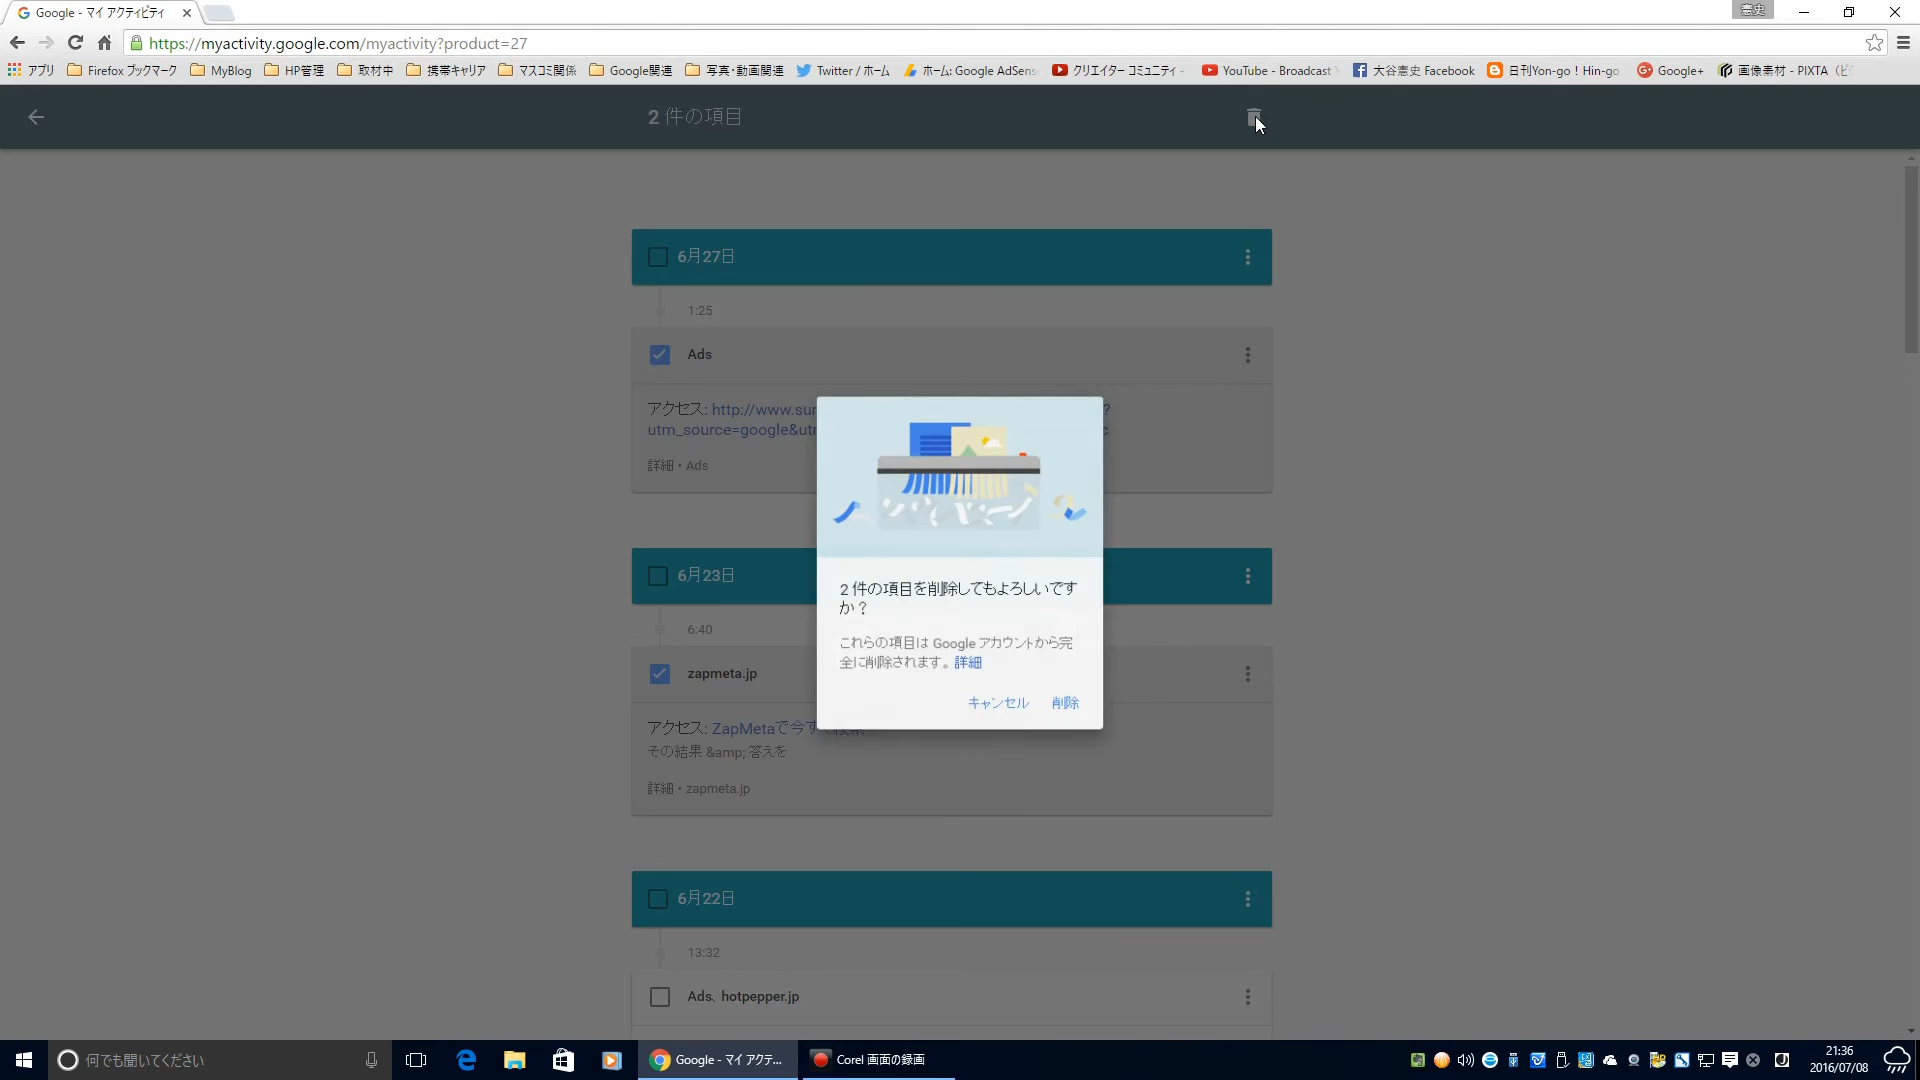 Google - マイ アクティビティ
憲史
https://myactivity.google.com/myactivity?product=27
アプリ Firefox ブックマーク MyBlog HP管理 取材中 携帯キャリア マスコミ関係 Google関連 写真・動画関連 Twitter / ホーム ホーム: Google AdSens クリエイター コミュニティ - YouTube - Broadcast 大谷憲史 Facebook 日刊Yon-go！Hin-go Google+ 画像素材 - PIXTA（ピ
2 件の項目
6月27日
1:25
Ads
アクセス: http://www.sur ?
utm_source=google&utm c
詳細・Ads
2 件の項目を削除してもよろしいです
か？
これらの項目は Google アカウントから完
全に削除されます。詳細
キャンセル 削除
6月23日
6:40
zapmeta.jp
アクセス: ZapMetaで今す
その結果 &amp; 答えを
詳細・zapmeta.jp
6月22日
13:32
Ads、hotpepper.jp
何でも聞いてください
Google - マイ アクテ...
Corel 画面の録画
21:36
2016/07/08